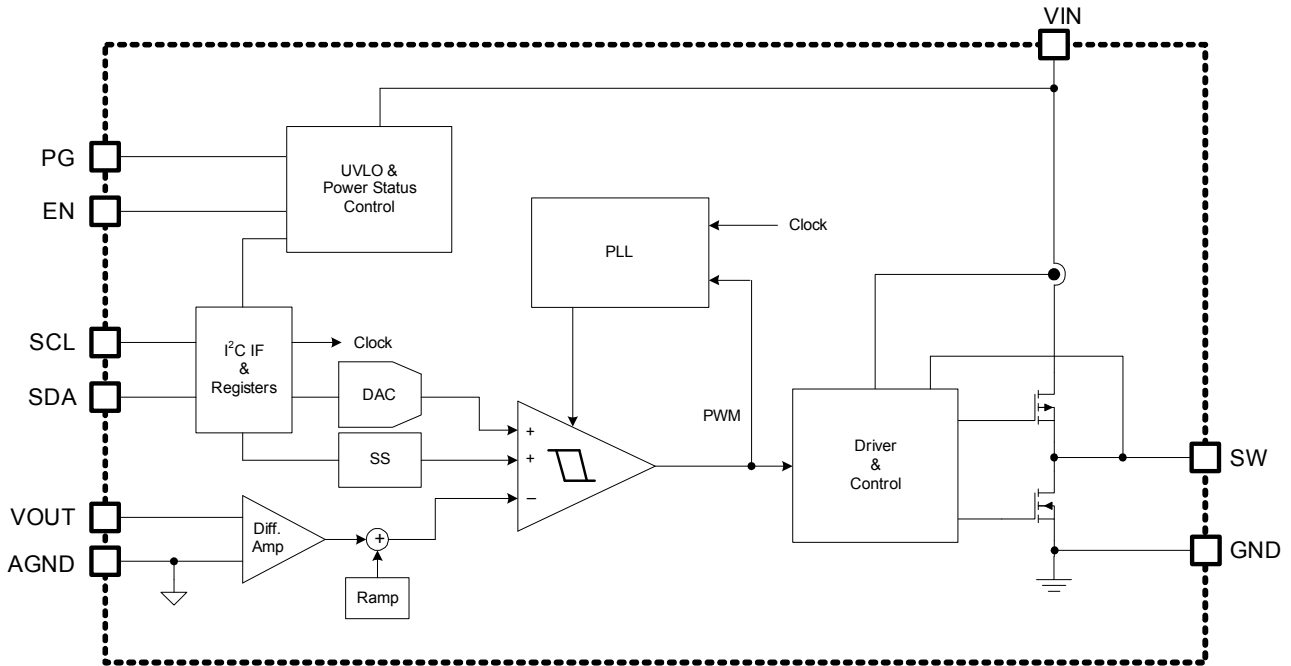 VIN
PG
EN
UVLO &
Power Status
Control
PLL
Clock
SCL
SDA
I²C IF
&
Registers
Clock
DAC
SS
+
+
−
PWM
Driver
&
Control
SW
VOUT
AGND
Diff.
Amp
+
Ramp
GND